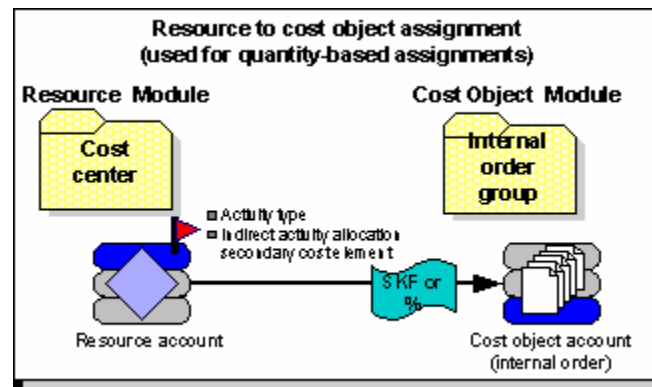 Resource to cost object assignment
(used for quantity-based assignments)
Resource Module
Cost Object Module
Cost
center
Internal
order
group
Activity type
Indirect activity allocation
secondary cost element
SKF or
%
Resource account
Cost object account
(internal order)